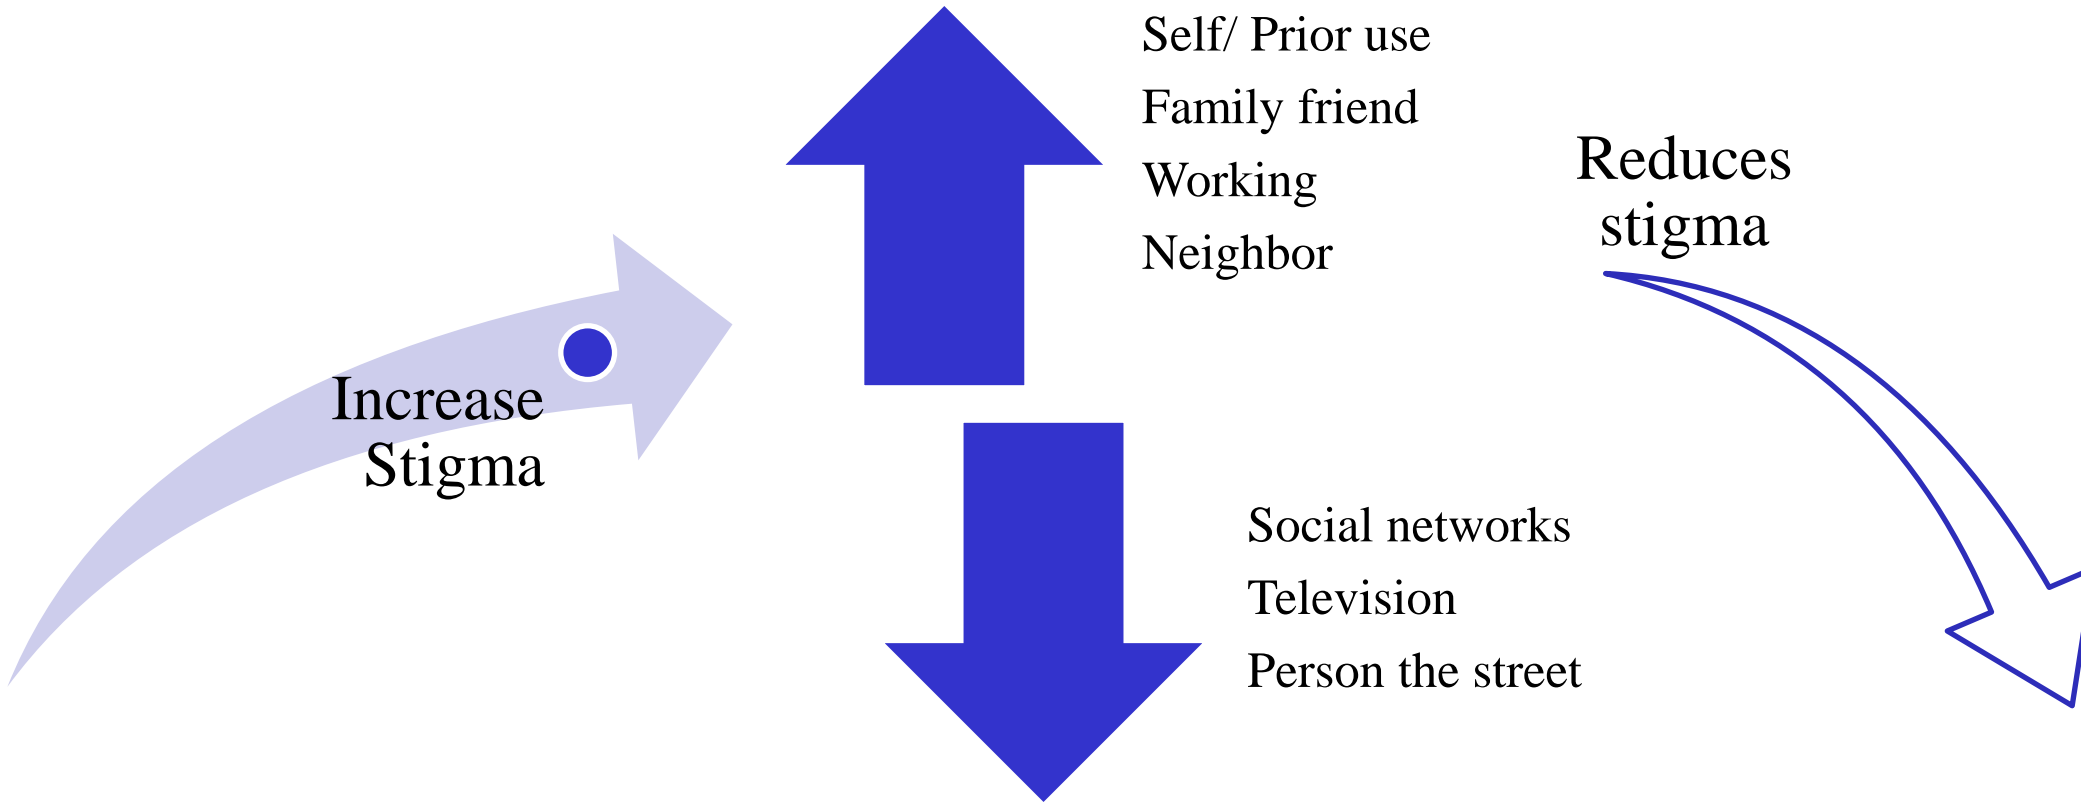 Increase
Stigma
Self/ Prior use
Family friend
Working
Neighbor
Social networks
Television
Person the street
Reduces
stigma